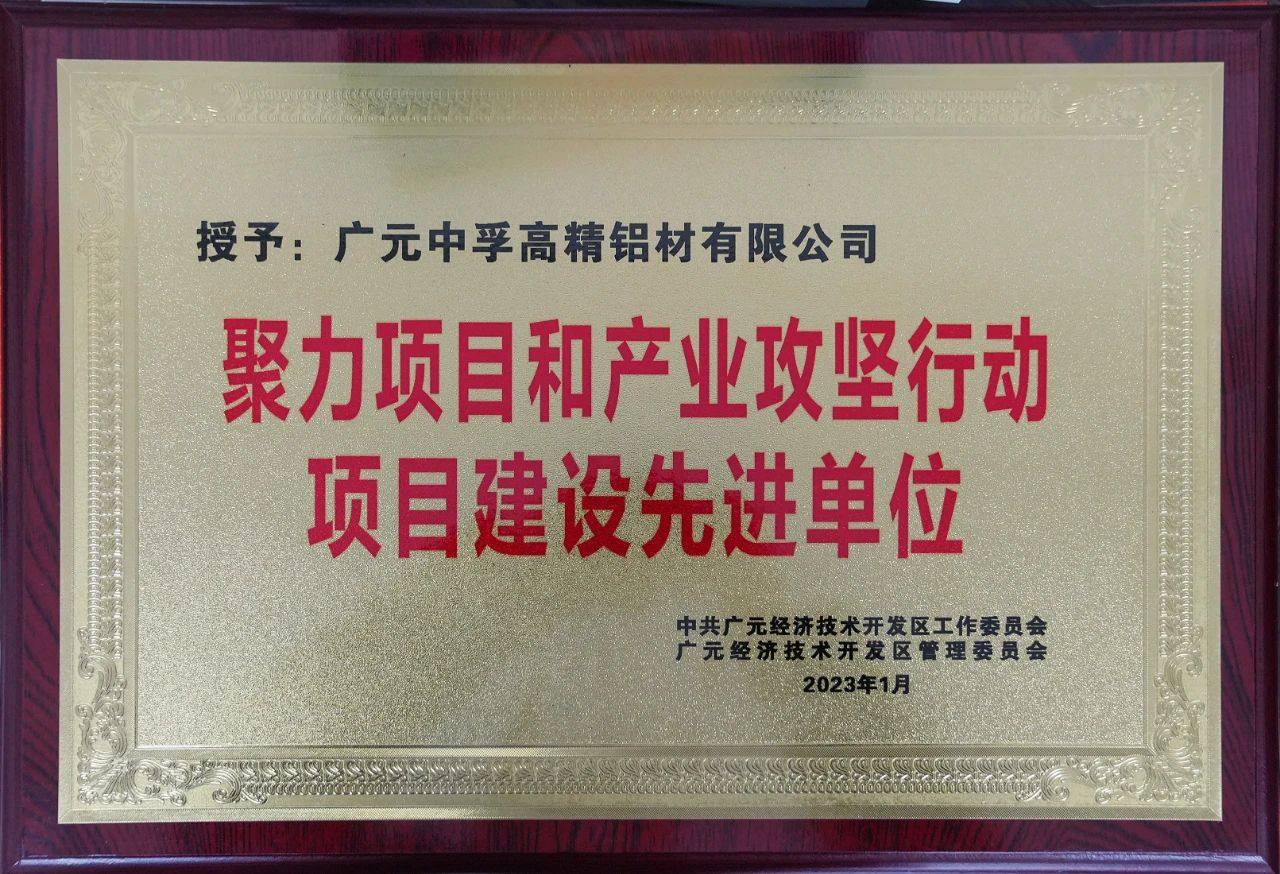 授予：广元中孚高精铝材有限公司
聚力项目和产业攻坚行动
项目建设先进单位
中共广元经济技术开发区工作委员会
广元经济技术开发区管理委员会
2023年1月